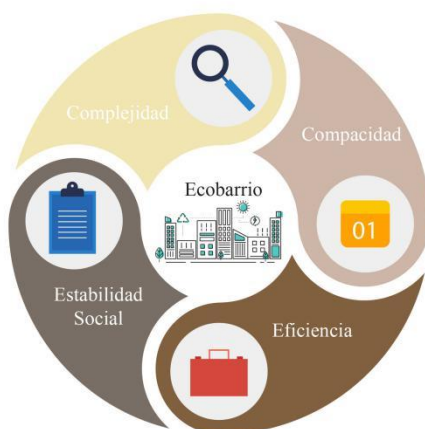 Complejidad
Compacidad
Ecobarrio
01
Estabilidad
Social
Eficiencia